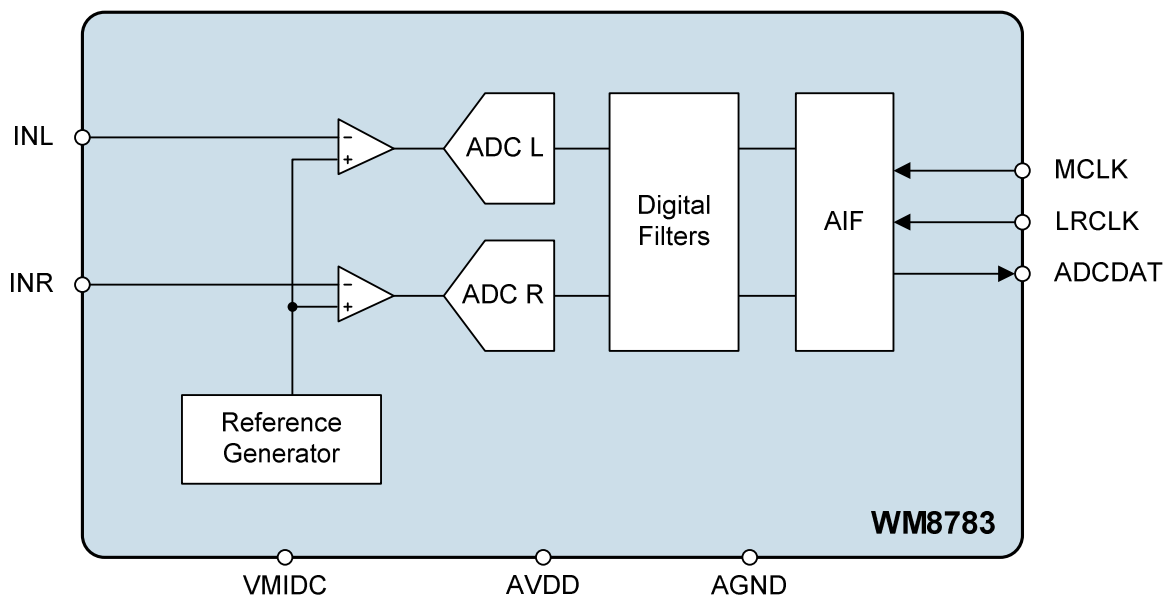 INL
-
+
ADC L
Digital
Filters
AIF
MCLK
LRCLK
ADCDAT
INR
-
+
ADC R
Reference
Generator
WM8783
VMIDC
AVDD
AGND